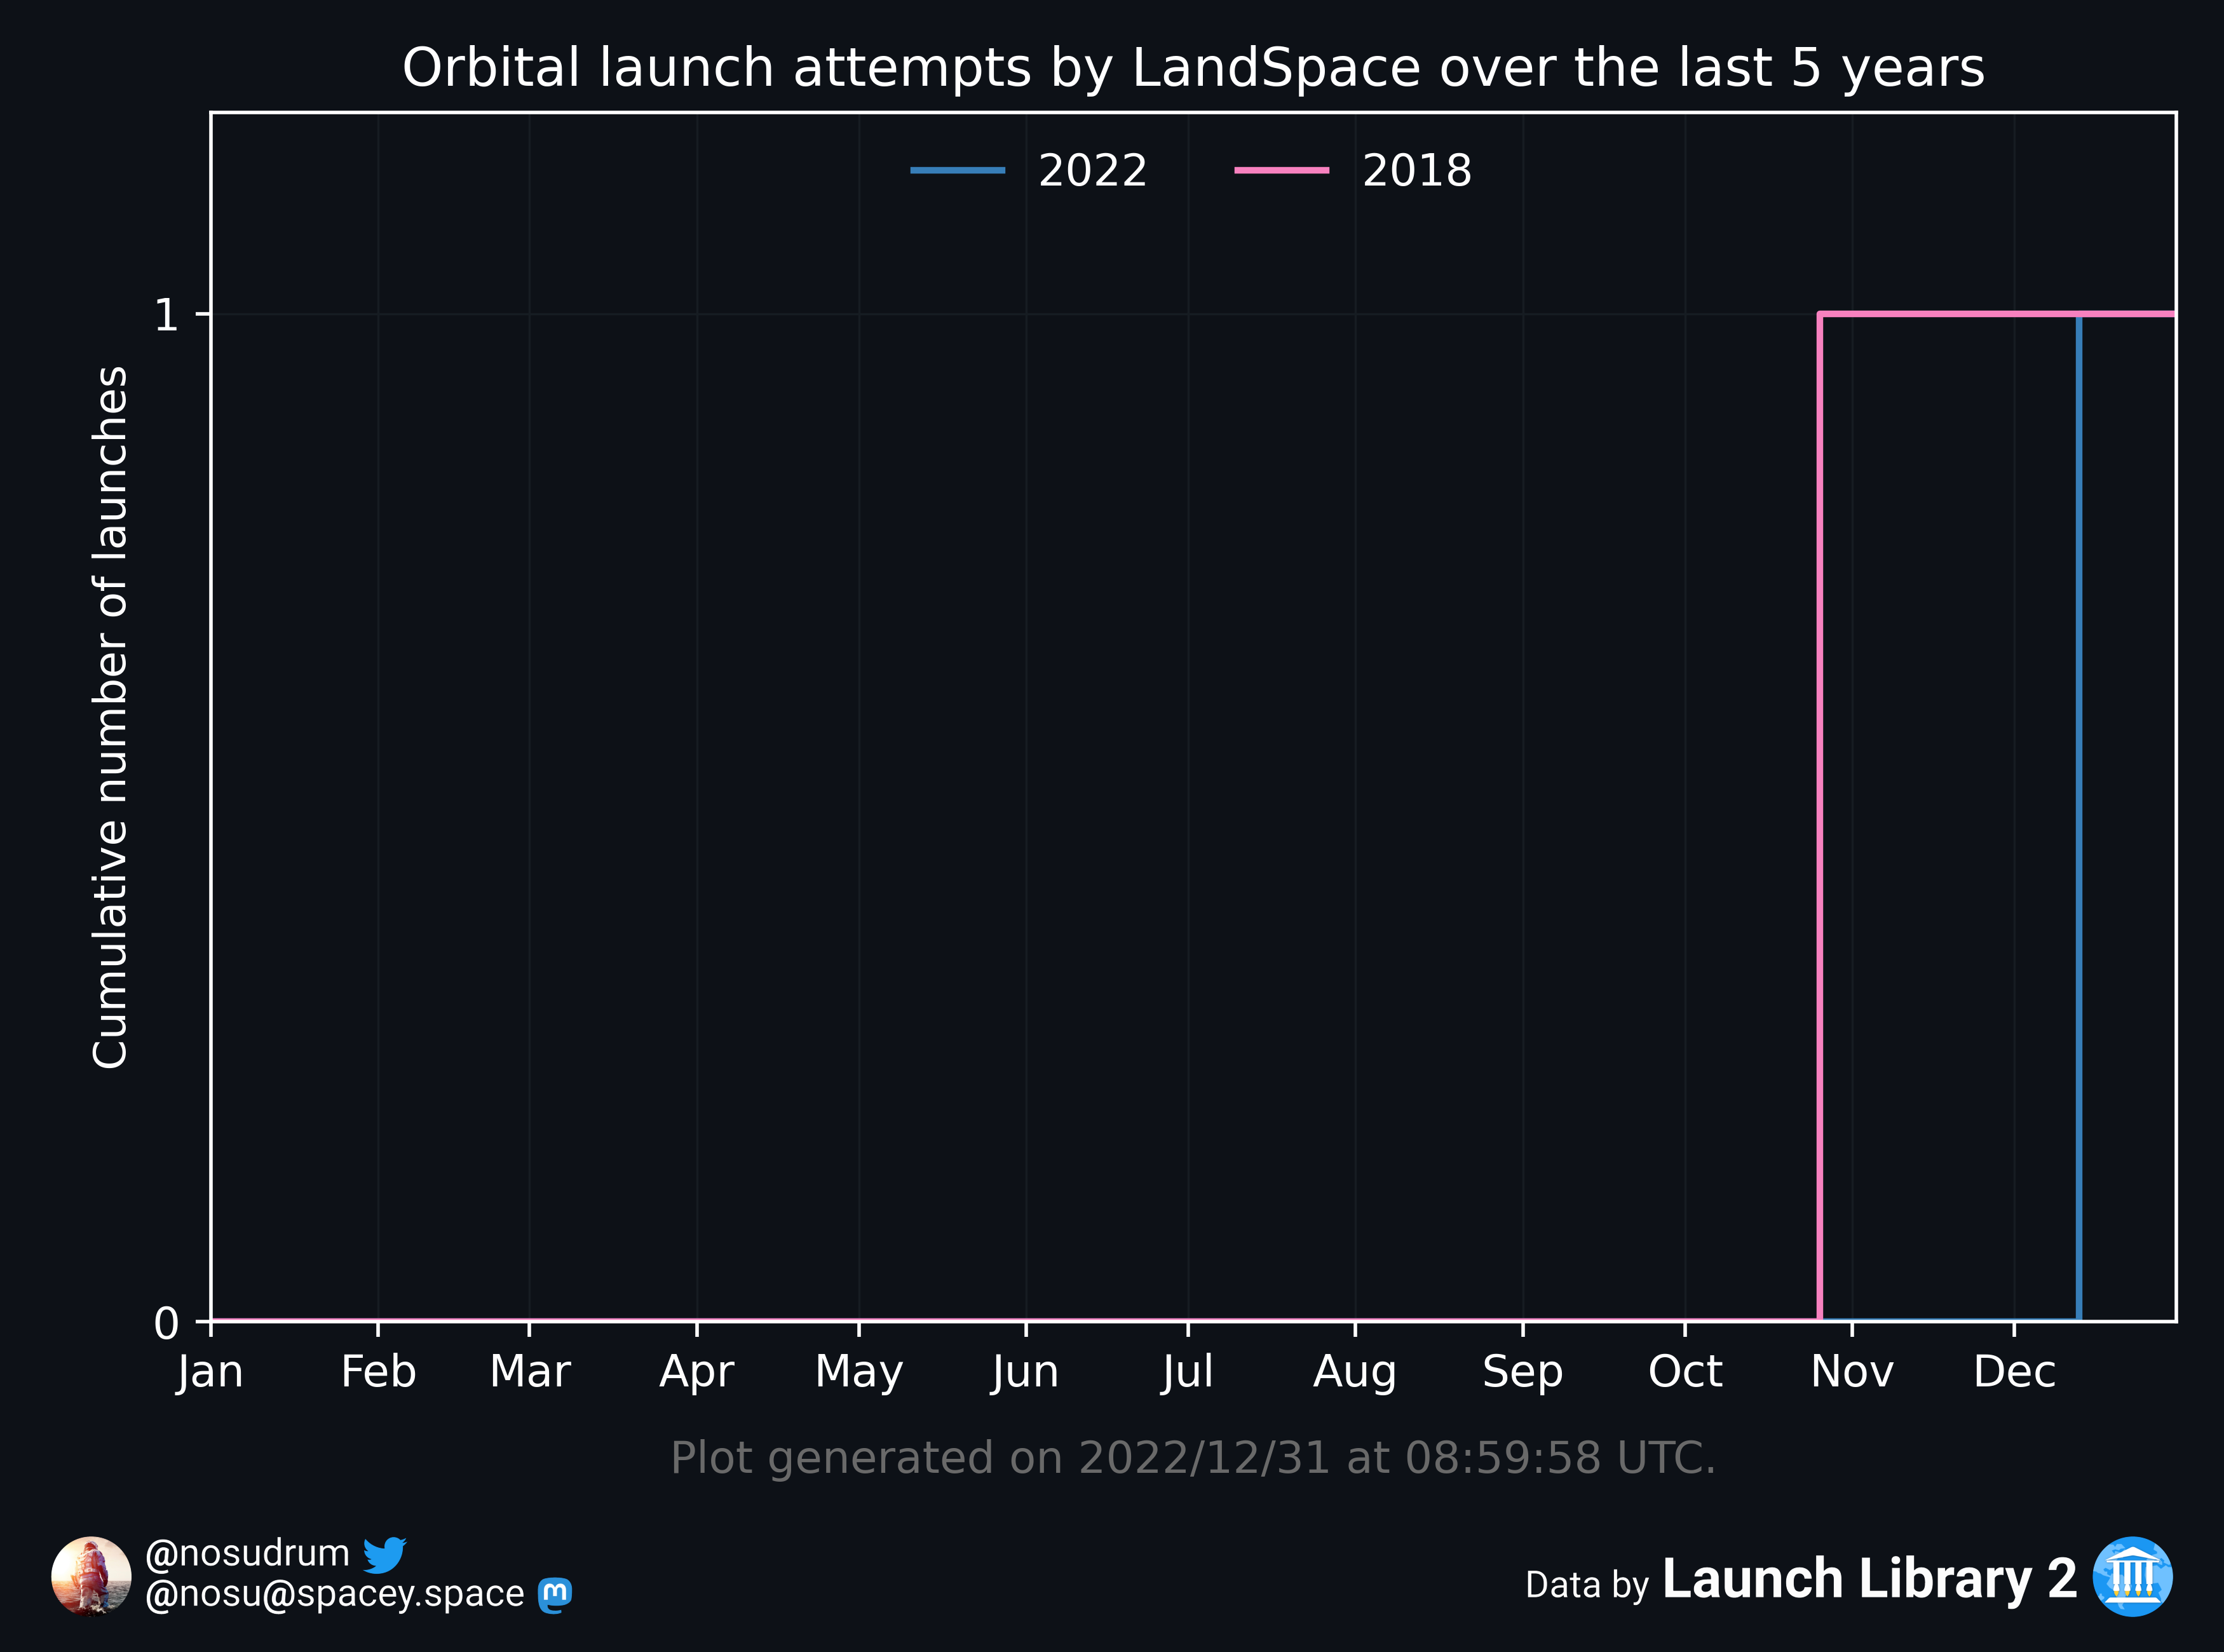 Orbital launch attempts by LandSpace over the last 5 years
2022 2018
Cumulative number of launches
1
0
Jan Feb Mar Apr May Jun Jul Aug Sep Oct Nov Dec
Plot generated on 2022/12/31 at 08:59:58 UTC.
@nosudrum
@nosu@spacey.space
Data by Launch Library 2